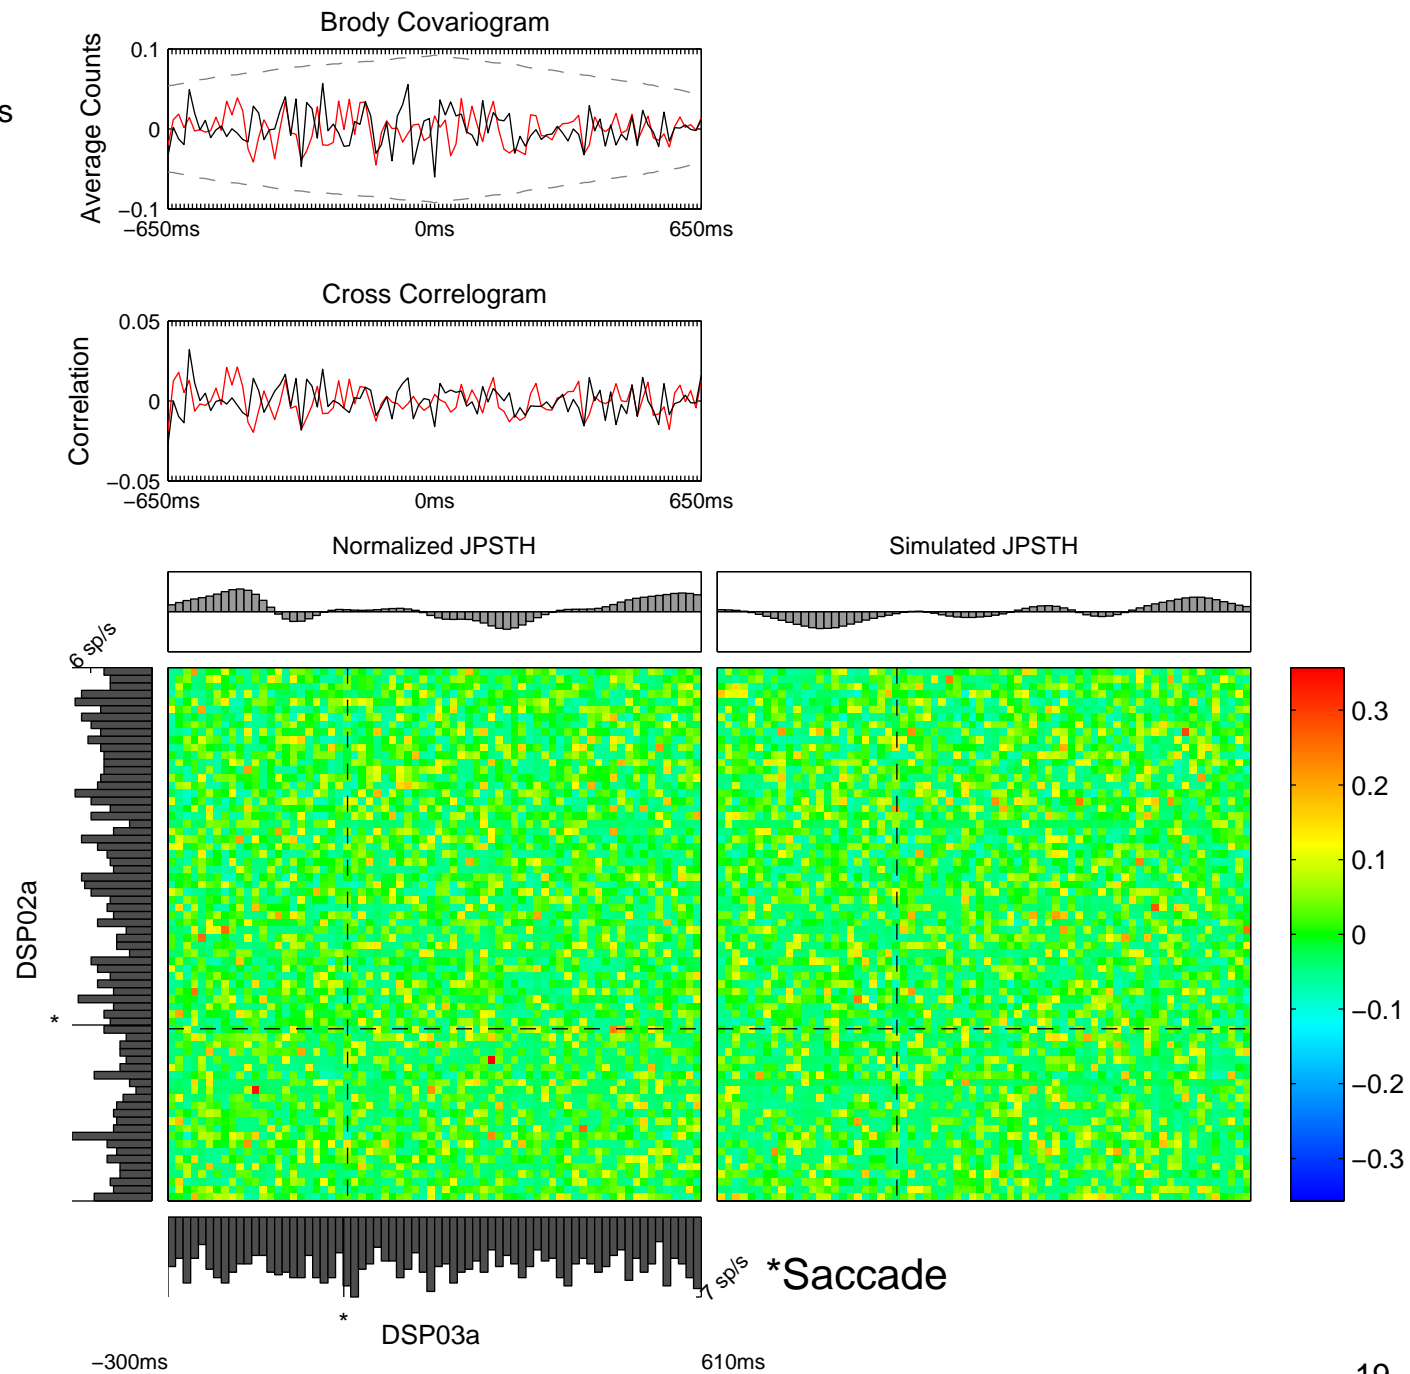 Brody Covariogram
s
Average Counts
0.1
0
−0.1
−650ms 0ms 650ms
Cross Correlogram
Correlation
0.05
0
−0.05
−650ms 0ms 650ms
Normalized JPSTH Simulated JPSTH
6 sp/s
DSP02a
*
0.3
0.2
0.1
0
−0.1
−0.2
−0.3
7 sp/s
*Saccade
*
DSP03a
−300ms 610ms
19